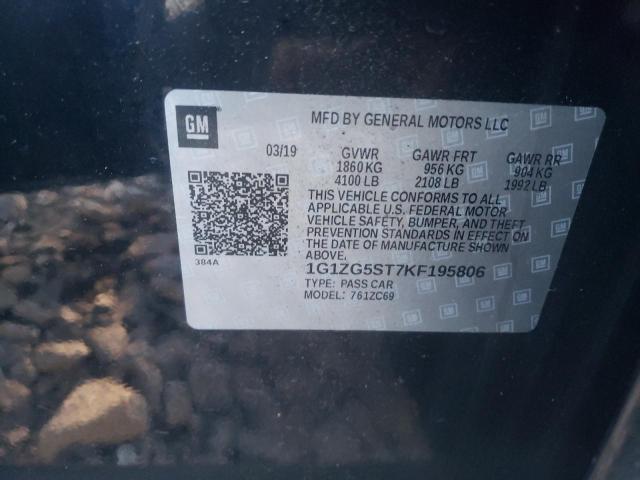 GM
MFD BY GENERAL MOTORS LLC
03/19 GVWR GAWR FRT GAWR RR
1860 KG 956 KG 904 KG
4100 LB 2108 LB 1992 LB
THIS VEHICLE CONFORMS TO ALL
APPLICABLE U.S. FEDERAL MOTOR
VEHICLE SAFETY, BUMPER, AND THEFT
PREVENTION STANDARDS IN EFFECT ON
THE DATE OF MANUFACTURE SHOWN
ABOVE.
384A
1G1ZG5ST7KF195806
TYPE: PASS CAR
MODEL: 761ZC69